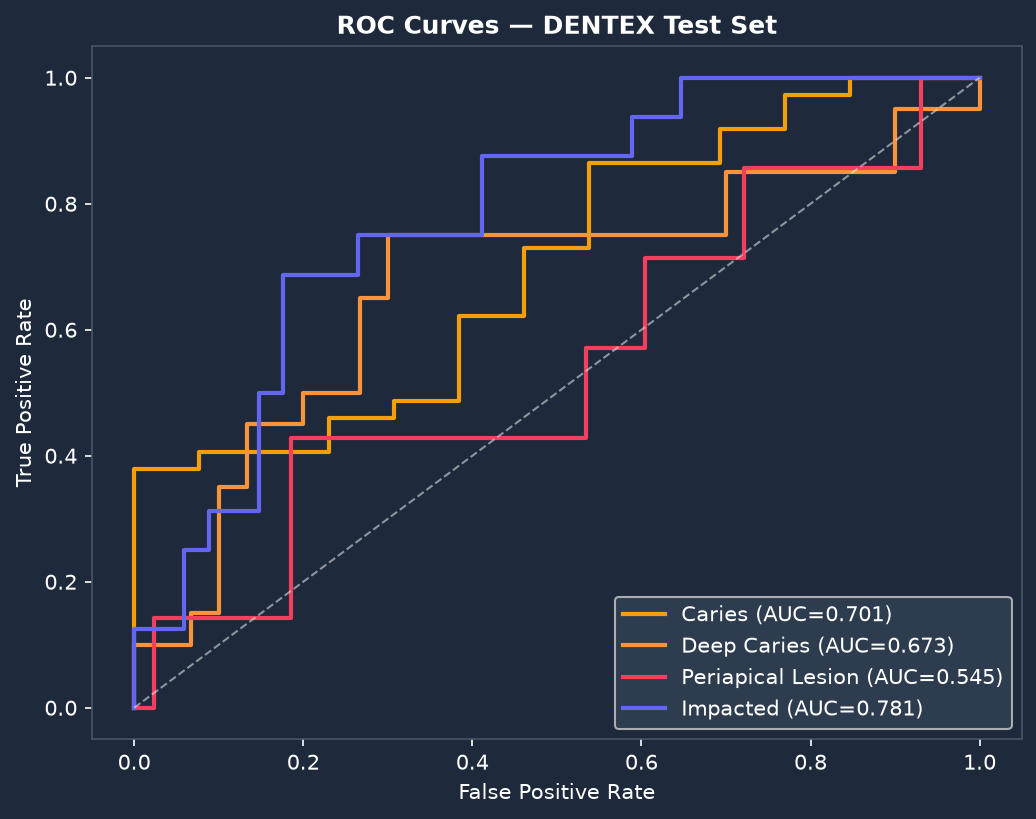 ROC Curves — DENTEX Test Set
True Positive Rate
1.0
0.8
0.6
0.4
0.2
0.0
Caries (AUC=0.701)
Deep Caries (AUC=0.673)
Periapical Lesion (AUC=0.545)
Impacted (AUC=0.781)
0.0 0.2 0.4 0.6 0.8 1.0
False Positive Rate